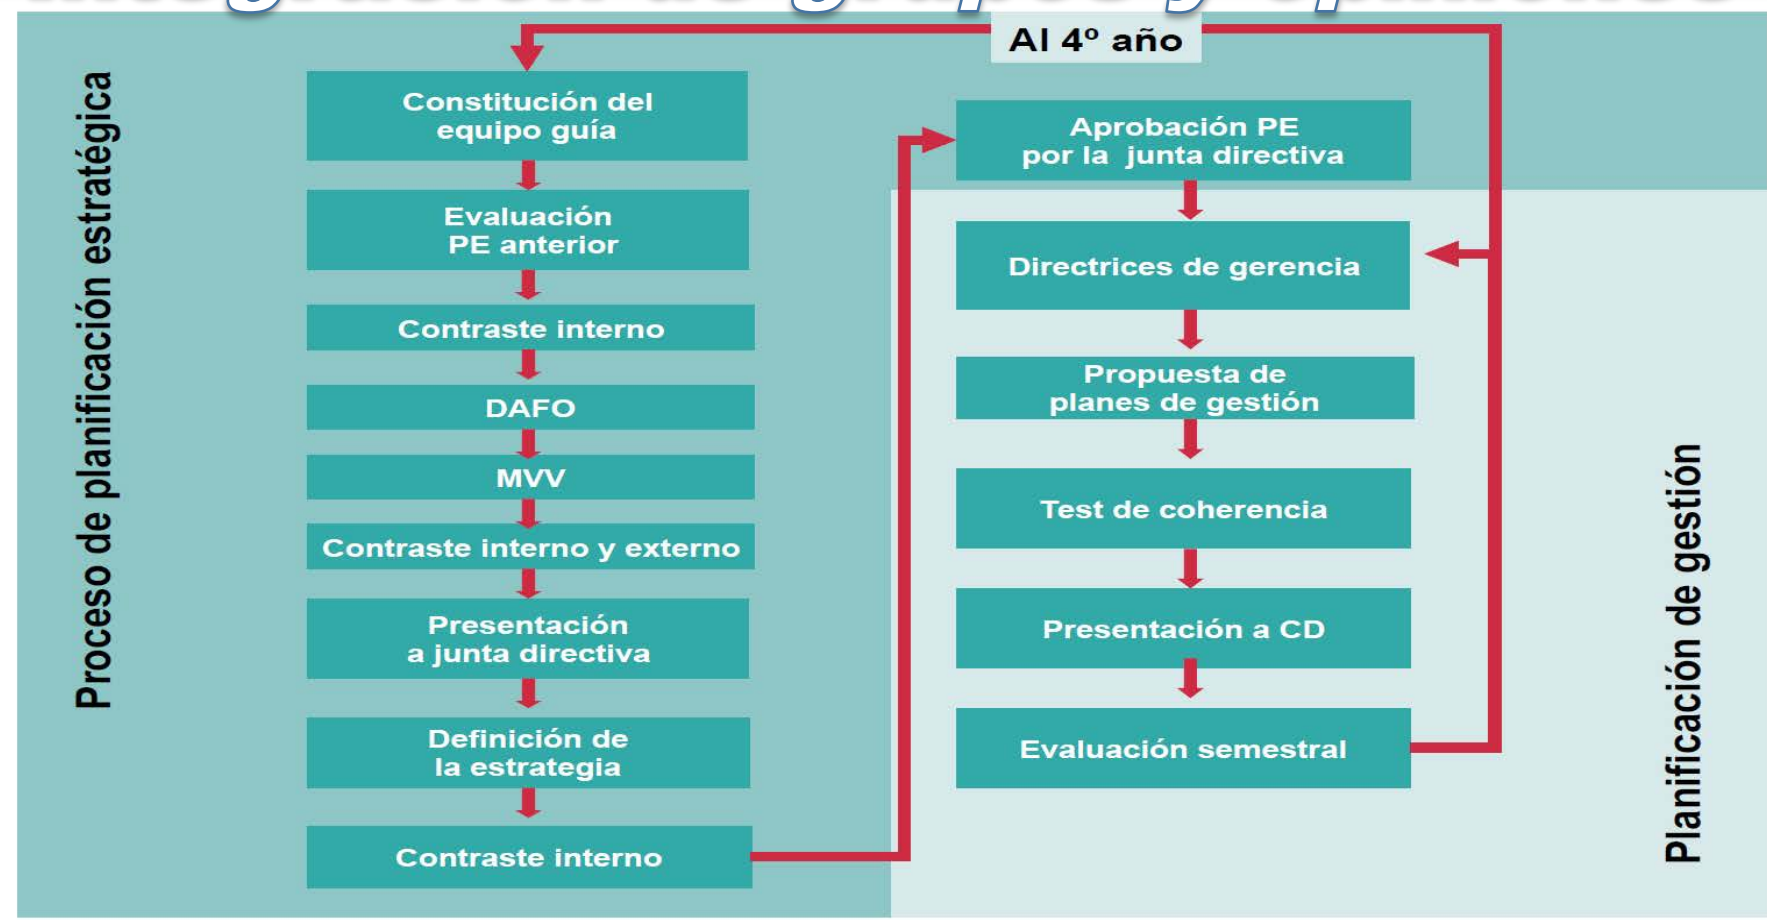 Al 4º año
Proceso de planificación estratégica
Constitución del
equipo guía
Evaluación
PE anterior
Contraste interno
DAFO
MVV
Contraste interno y externo
Presentación
a junta directiva
Definición de
la estrategia
Contraste interno
Aprobación PE
por la junta directiva
Directrices de gerencia
Propuesta de
planes de gestión
Test de coherencia
Presentación a CD
Evaluación semestral
Planificación de gestión